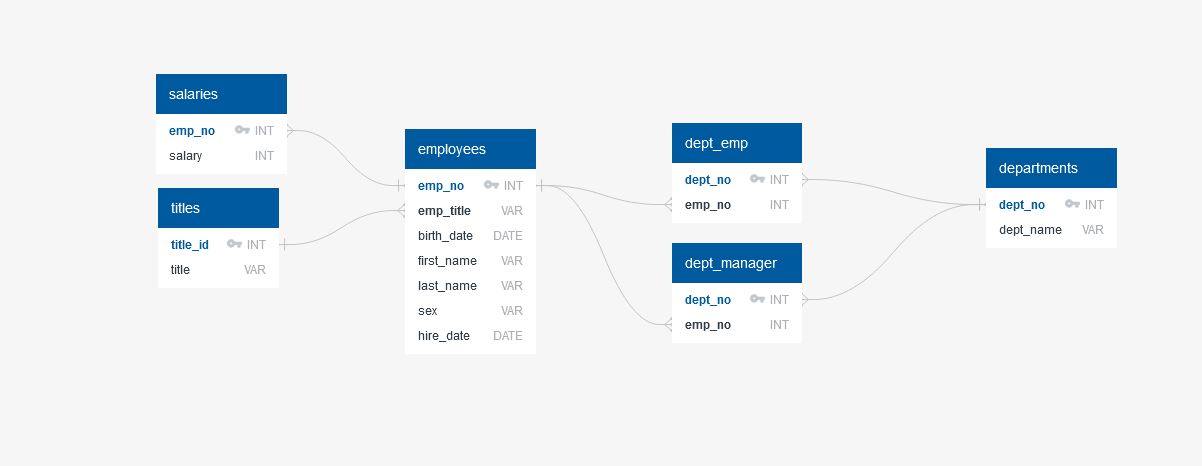 salaries
emp_no INT
salary INT
titles
title_id INT
title VAR
employees
emp_no INT
emp_title VAR
birth_date DATE
first_name VAR
last_name VAR
sex VAR
hire_date DATE
dept_emp
dept_no INT
emp_no INT
dept_manager
dept_no INT
emp_no INT
departments
dept_no INT
dept_name VAR